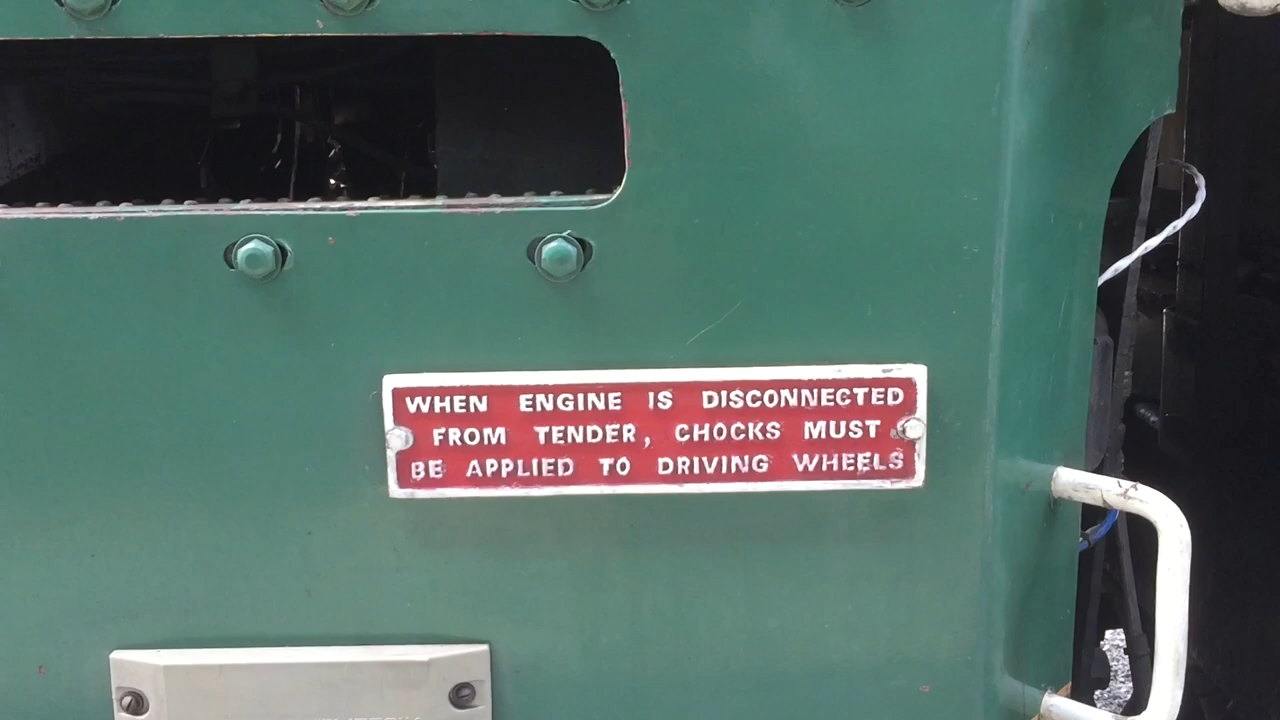 WHEN ENGINE IS DISCONNECTED
FROM TENDER, CHOCKS MUST
BE APPLIED TO DRIVING WHEELS